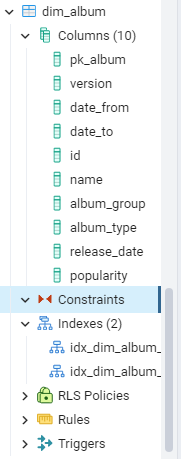 dim_album
Columns (10)
pk_album
version
date_from
date_to
id
name
album_group
album_type
release_date
popularity
Constraints
Indexes (2)
idx_dim_album_
idx_dim_album_
RLS Policies
Rules
Triggers